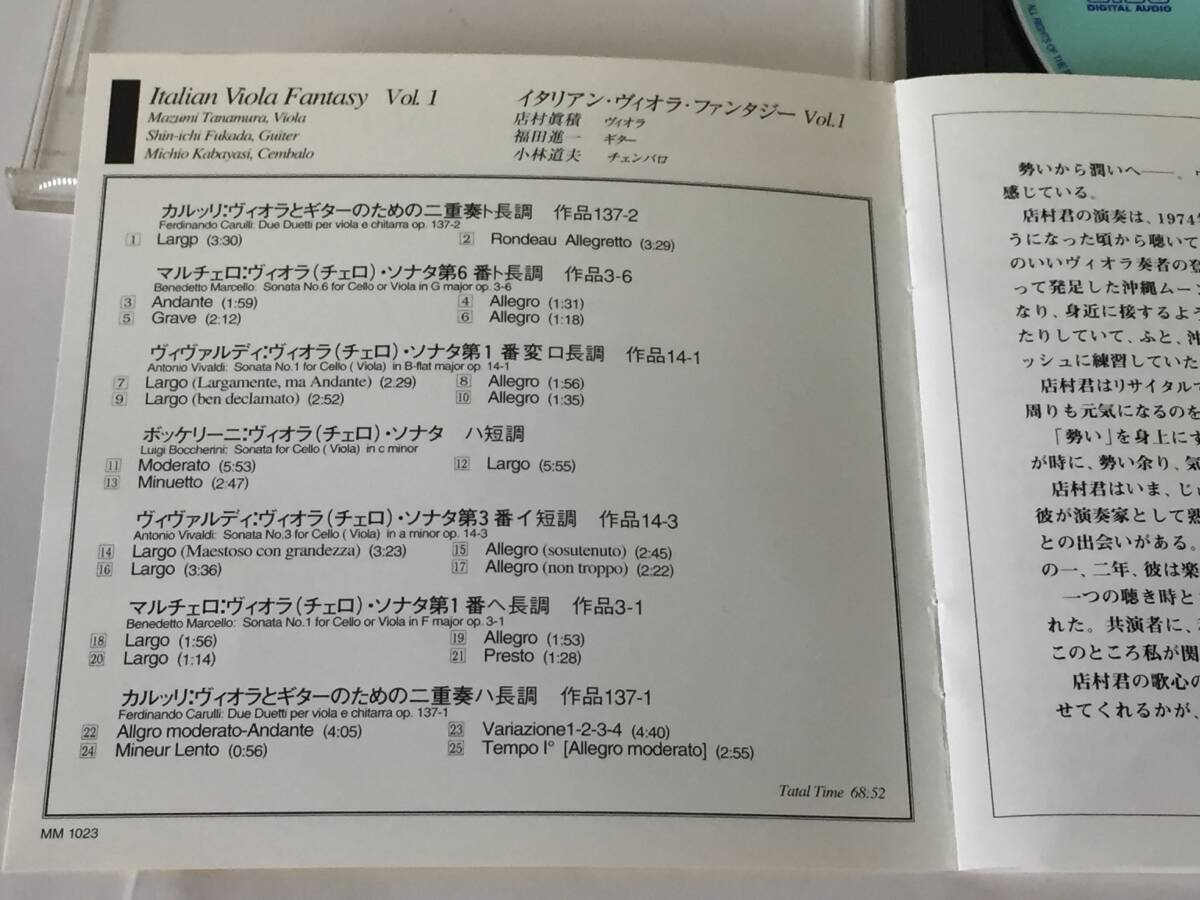 DIGITAL AUDIO
Italian Viola Fantasy Vol. 1
Mazumi Tanamura, Viola
Shin-ichi Fukada, Guiter
Michio Kabayasi, Cembalo
イタリアン・ヴィオラ・ファンタジー Vol.1
店村眞積 ヴィオラ
福田進一 ギター
小林道夫 チェンバロ
カルッリ:ヴィオラとギターのための二重奏ト長調 作品137-2
Ferdinando Carulli: Due Duetti per viola e chitarra op. 137-2
1 Largp (3:30) 2 Rondeau Allegretto (3:29)
マルチェロ:ヴィオラ(チェロ)・ソナタ第6 番ト長調 作品3-6
Benedetto Marcello: Sonata No.6 for Cello or Viola in G major op. 3-6
3 Andante (1:59) 4 Allegro (1:31)
5 Grave (2:12) 6 Allegro (1:18)
ヴィヴァルディ:ヴィオラ(チェロ)・ソナタ第1 番変ロ長調 作品14-1
Antonio Vivaldi: Sonata No.1 for Cello ( Viola) in B-flat major op. 14-1
7 Largo (Largamente, ma Andante) (2:29) 8 Allegro (1:56)
9 Largo (ben declamato) (2:52) 10 Allegro (1:35)
ボッケリーニ:ヴィオラ(チェロ)・ソナタ ハ短調
Luigi Boccherini: Sonata for Cello ( Viola) in c minor
11 Moderato (5:53) 12 Largo (5:55)
13 Minuetto (2:47)
ヴィヴァルディ:ヴィオラ(チェロ)・ソナタ第3 番イ短調 作品14-3
Antonio Vivaldi: Sonata No.3 for Cello ( Viola) in a minor op. 14-3
14 Largo (Maestoso con grandezza) (3:23) 15 Allegro (sosutenuto) (2:45)
16 Largo (3:36) 17 Allegro (non troppo) (2:22)
マルチェロ:ヴィオラ(チェロ)・ソナタ第1 番ヘ長調 作品3-1
Benedetto Marcello: Sonata No.1 for Cello or Viola in F major op. 3-1
18 Largo (1:56) 19 Allegro (1:53)
20 Largo (1:14) 21 Presto (1:28)
カルッリ:ヴィオラとギターのための二重奏ハ長調 作品137-1
Ferdinando Carulli: Due Duetti per viola e chitarra op. 137-1
22 Allgro moderato-Andante (4:05) 23 Variazione1-2-3-4 (4:40)
24 Mineur Lento (0:56) 25 Tempo I° [Allegro moderato] (2:55)
Tatal Time 68:52
MM 1023
勢いから潤いへ――。
感じている。
店村君の演奏は、1974
うになった頃から聴いて
のいいヴィオラ奏者の登
って発足した沖縄ムー
なり、身近に接するよ
たりしていて、ふと、沖
ッシュに練習していた
店村君はリサイタルで
周りも元気になるのを
「勢い」を身上にす
が時に、勢い余り、気
店村君はいま、じ
彼が演奏家として熟
との出会いがある。
の一、二年、彼は楽
一つの聴き時と
れた。共演者に、
このところ私が関
店村君の歌心の
せてくれるかが、